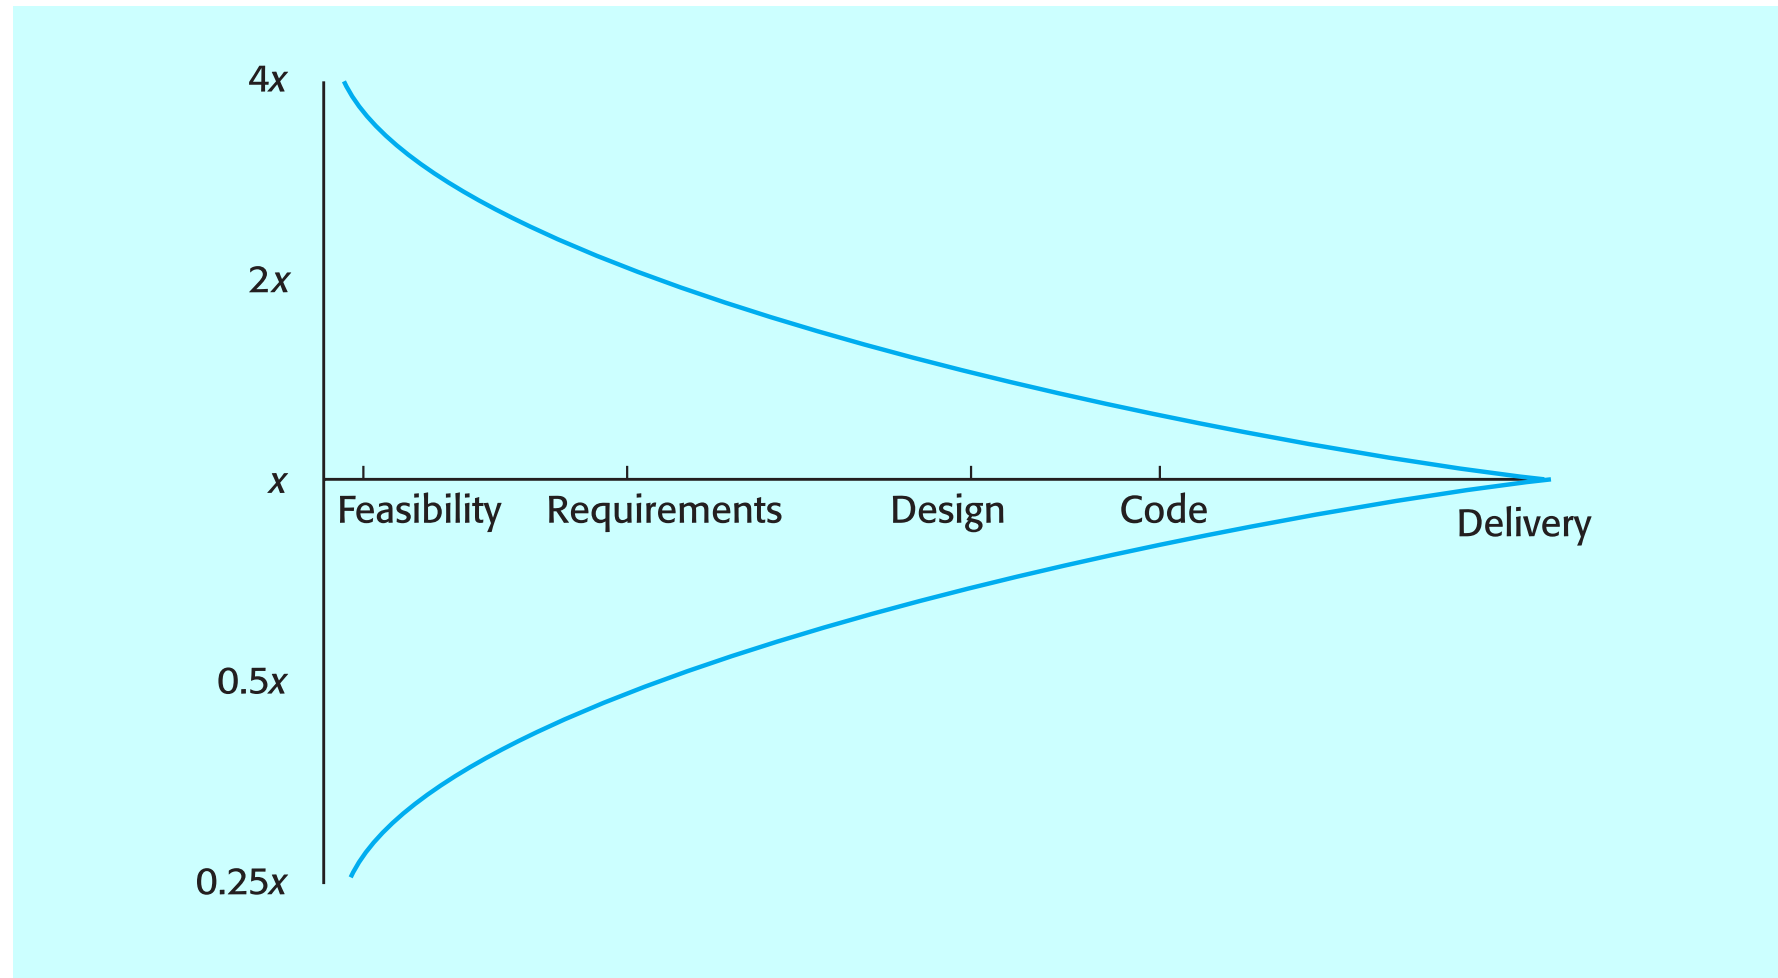 4x
2x
x
Feasibility Requirements Design Code Delivery
0.5x
0.25x